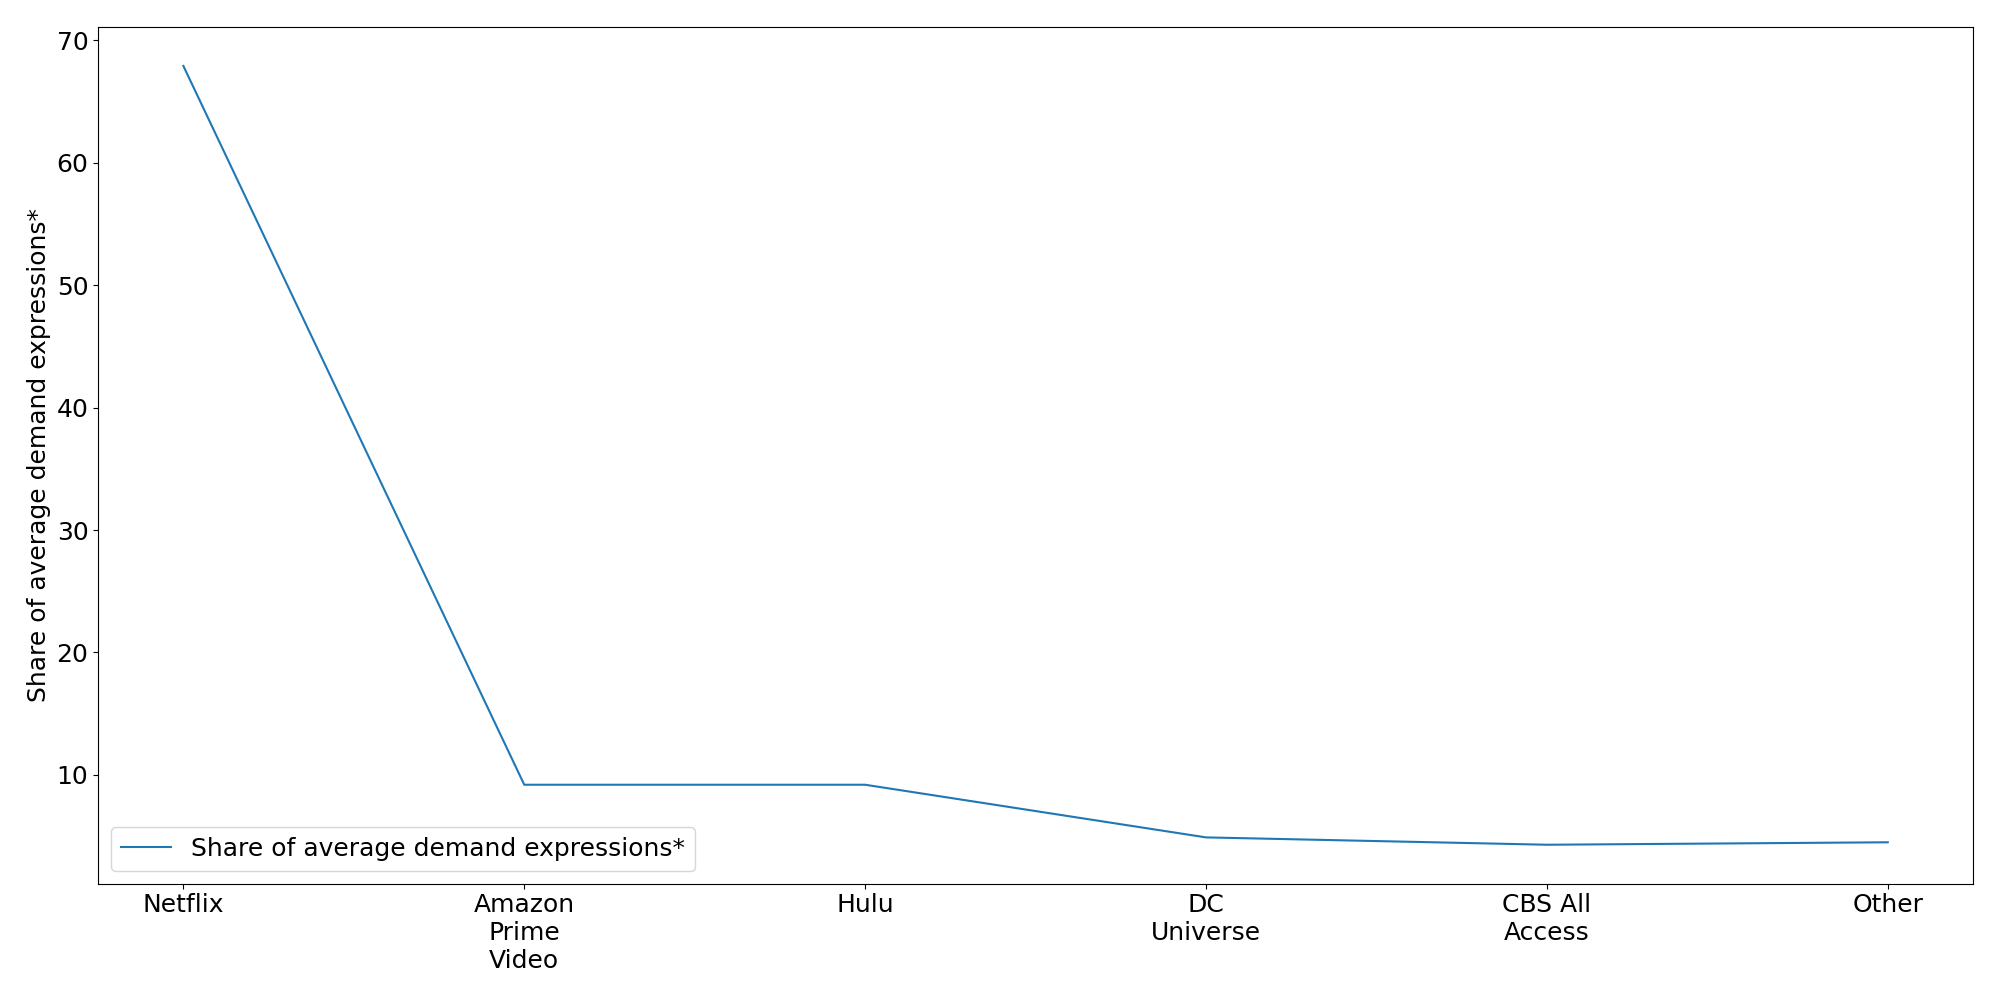 70
60
50
40
30
20
10
Share of average demand expressions*
Share of average demand expressions*
Netflix
Amazon
Prime
Video
Hulu
DC
Universe
CBS All
Access
Other